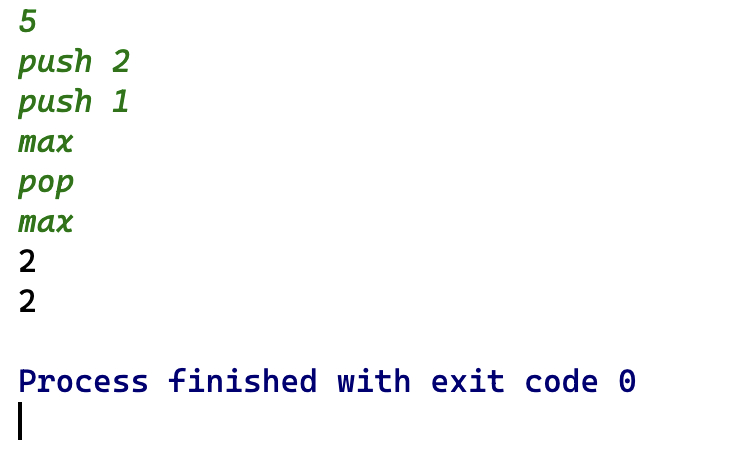 5
push 2
push 1
max
pop
max
2
2
Process finished with exit code 0